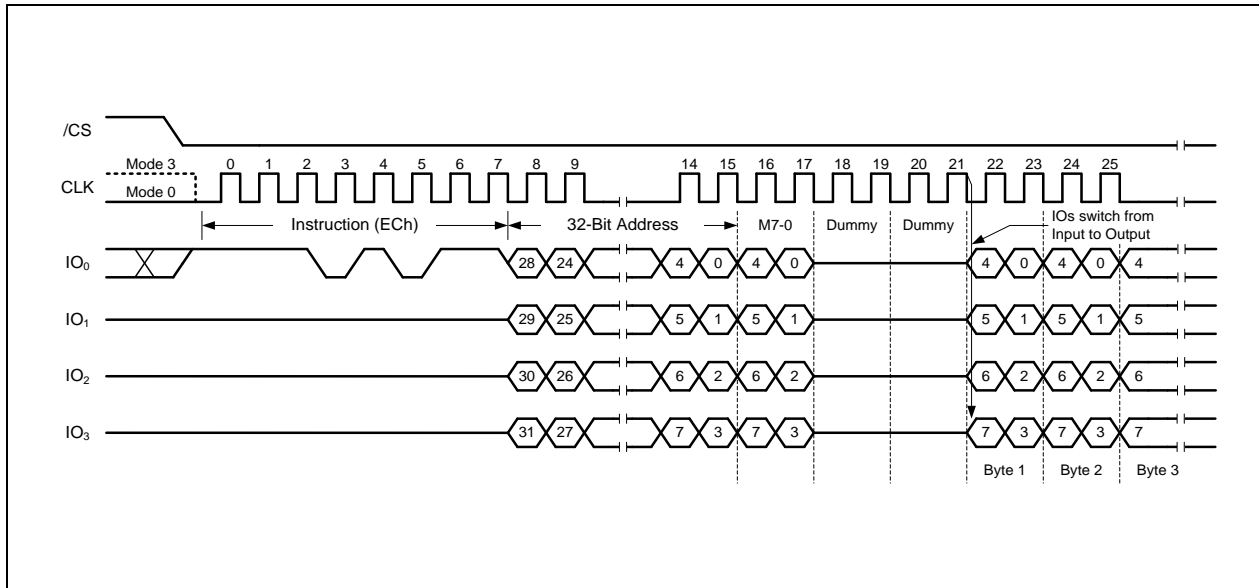 /CS
Mode 3 0 1 2 3 4 5 6 7 8 9 14 15 16 17 18 19 20 21 22 23 24 25
CLK Mode 0
Instruction (ECh) 32-Bit Address M7-0 Dummy Dummy IOs switch from
Input to Output
IO₀ 28 24 4 0 4 0 4 0 4 0 4
IO₁ 29 25 5 1 5 1 5 1 5 1 5
IO₂ 30 26 6 2 6 2 6 2 6 2 6
IO₃ 31 27 7 3 7 3 7 3 7 3 7
Byte 1 Byte 2 Byte 3